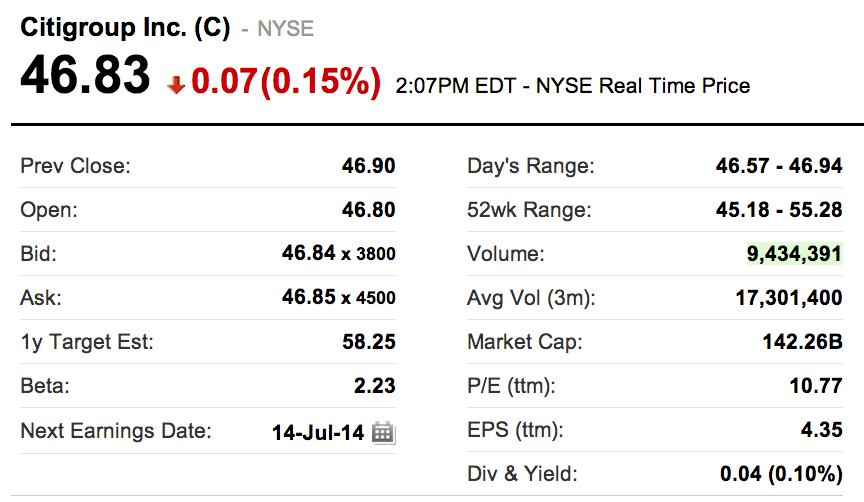 Citigroup Inc. (C) - NYSE
46.83 0.07(0.15%) 2:07PM EDT - NYSE Real Time Price
Prev Close: 46.90
Open: 46.80
Bid: 46.84 x 3800
Ask: 46.85 x 4500
1y Target Est: 58.25
Beta: 2.23
Next Earnings Date: 14-Jul-14
Day's Range: 46.57 - 46.94
52wk Range: 45.18 - 55.28
Volume: 9,434,391
Avg Vol (3m): 17,301,400
Market Cap: 142.26B
P/E (ttm): 10.77
EPS (ttm): 4.35
Div & Yield: 0.04 (0.10%)